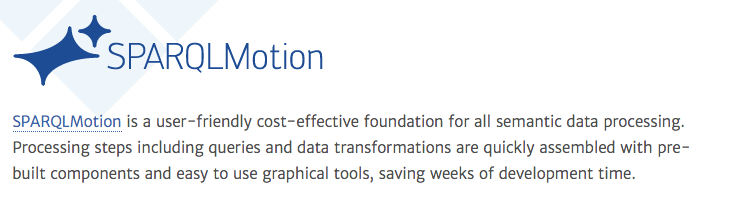 SPARQLMotion
SPARQLMotion is a user-friendly cost-effective foundation for all semantic data processing.
Processing steps including queries and data transformations are quickly assembled with pre-
built components and easy to use graphical tools, saving weeks of development time.